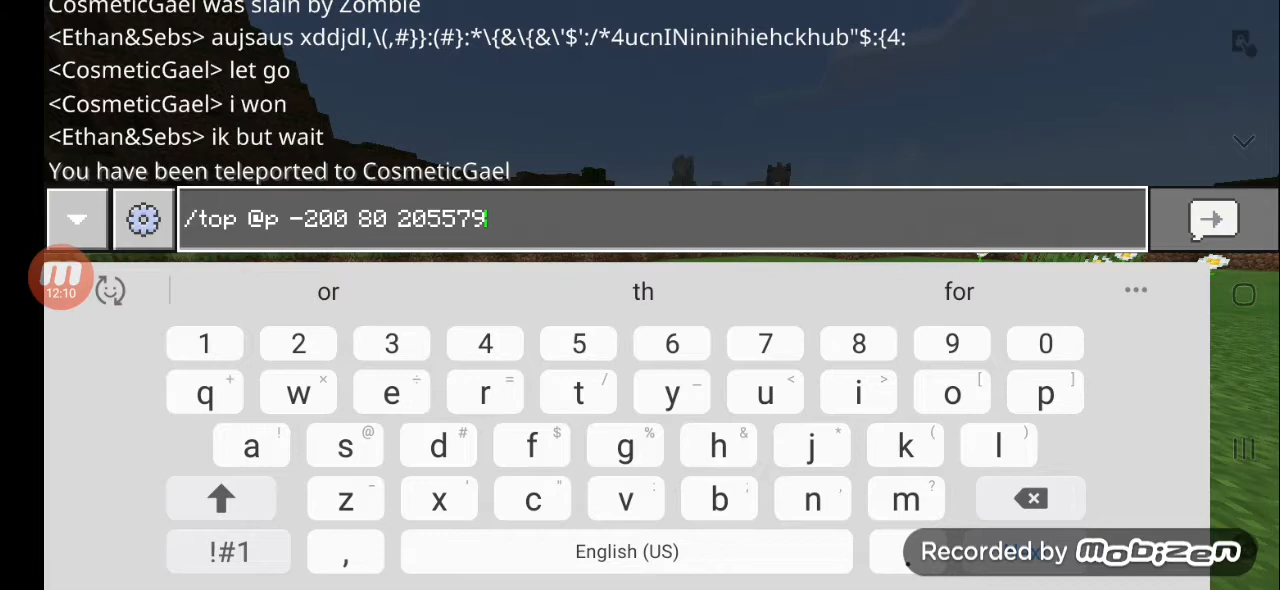 CosmeticGael was slain by Zombie
<Ethan&Sebs> aujsaus xddjdl,\(,#}}:(#}:*\{&\{&\'$':/*4ucnINininihiehckhub"$:{4:
<CosmeticGael> let go
<CosmeticGael> i won
<Ethan&Sebs> ik but wait
You have been teleported to CosmeticGael
/top @p -200 80 205579
12:10
or th for
1 2 3 4 5 6 7 8 9 0
q + w × e ÷ r = t / y _ u < i > o [ p ]
a ! s @ d # f $ g % h & j * k ( l )
z - x ' c " v : b ; n , m ?
!#1 , English (US) .
Recorded by mobizen